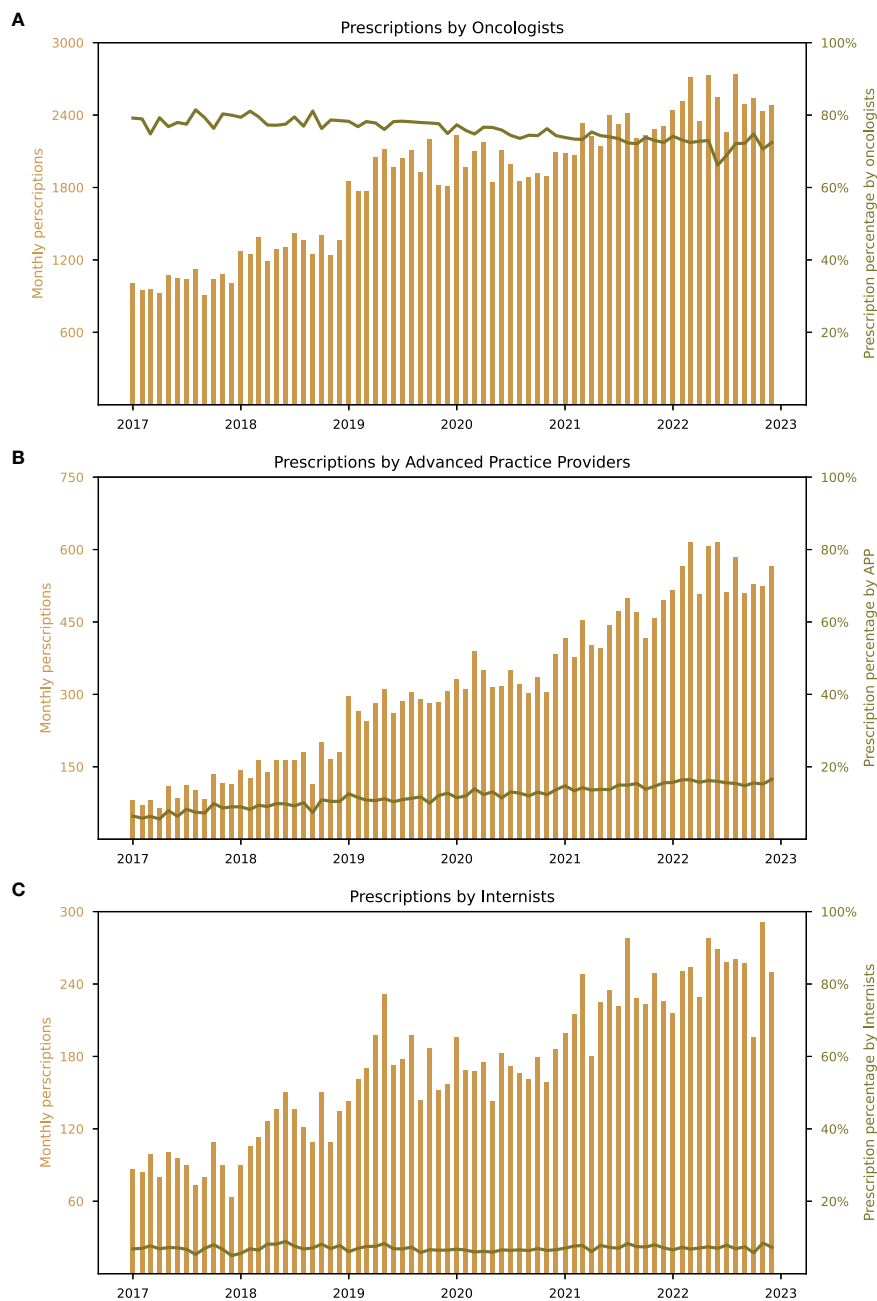 A
Prescriptions by Oncologists
3000
2400
1800
1200
600
Monthly perscriptions
100%
80%
60%
40%
20%
Prescription percentage by oncologists
2017 2018 2019 2020 2021 2022 2023
B
Prescriptions by Advanced Practice Providers
750
600
450
300
150
Monthly perscriptions
100%
80%
60%
40%
20%
Prescription percentage by APP
2017 2018 2019 2020 2021 2022 2023
C
Prescriptions by Internists
300
240
180
120
60
Monthly perscriptions
100%
80%
60%
40%
20%
Prescription percentage by Internists
2017 2018 2019 2020 2021 2022 2023